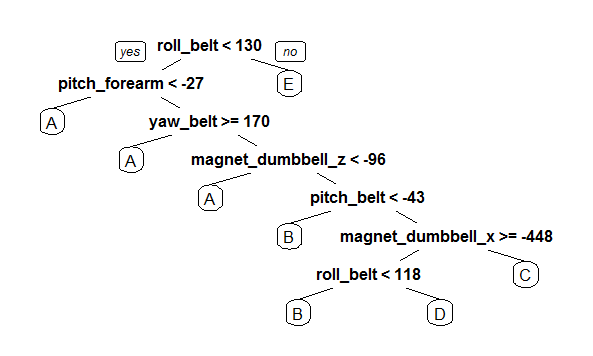 yes roll_belt < 130 no
pitch_forearm < -27 E
A yaw_belt >= 170
A magnet_dumbbell_z < -96
A pitch_belt < -43
B magnet_dumbbell_x >= -448
roll_belt < 118 C
B D